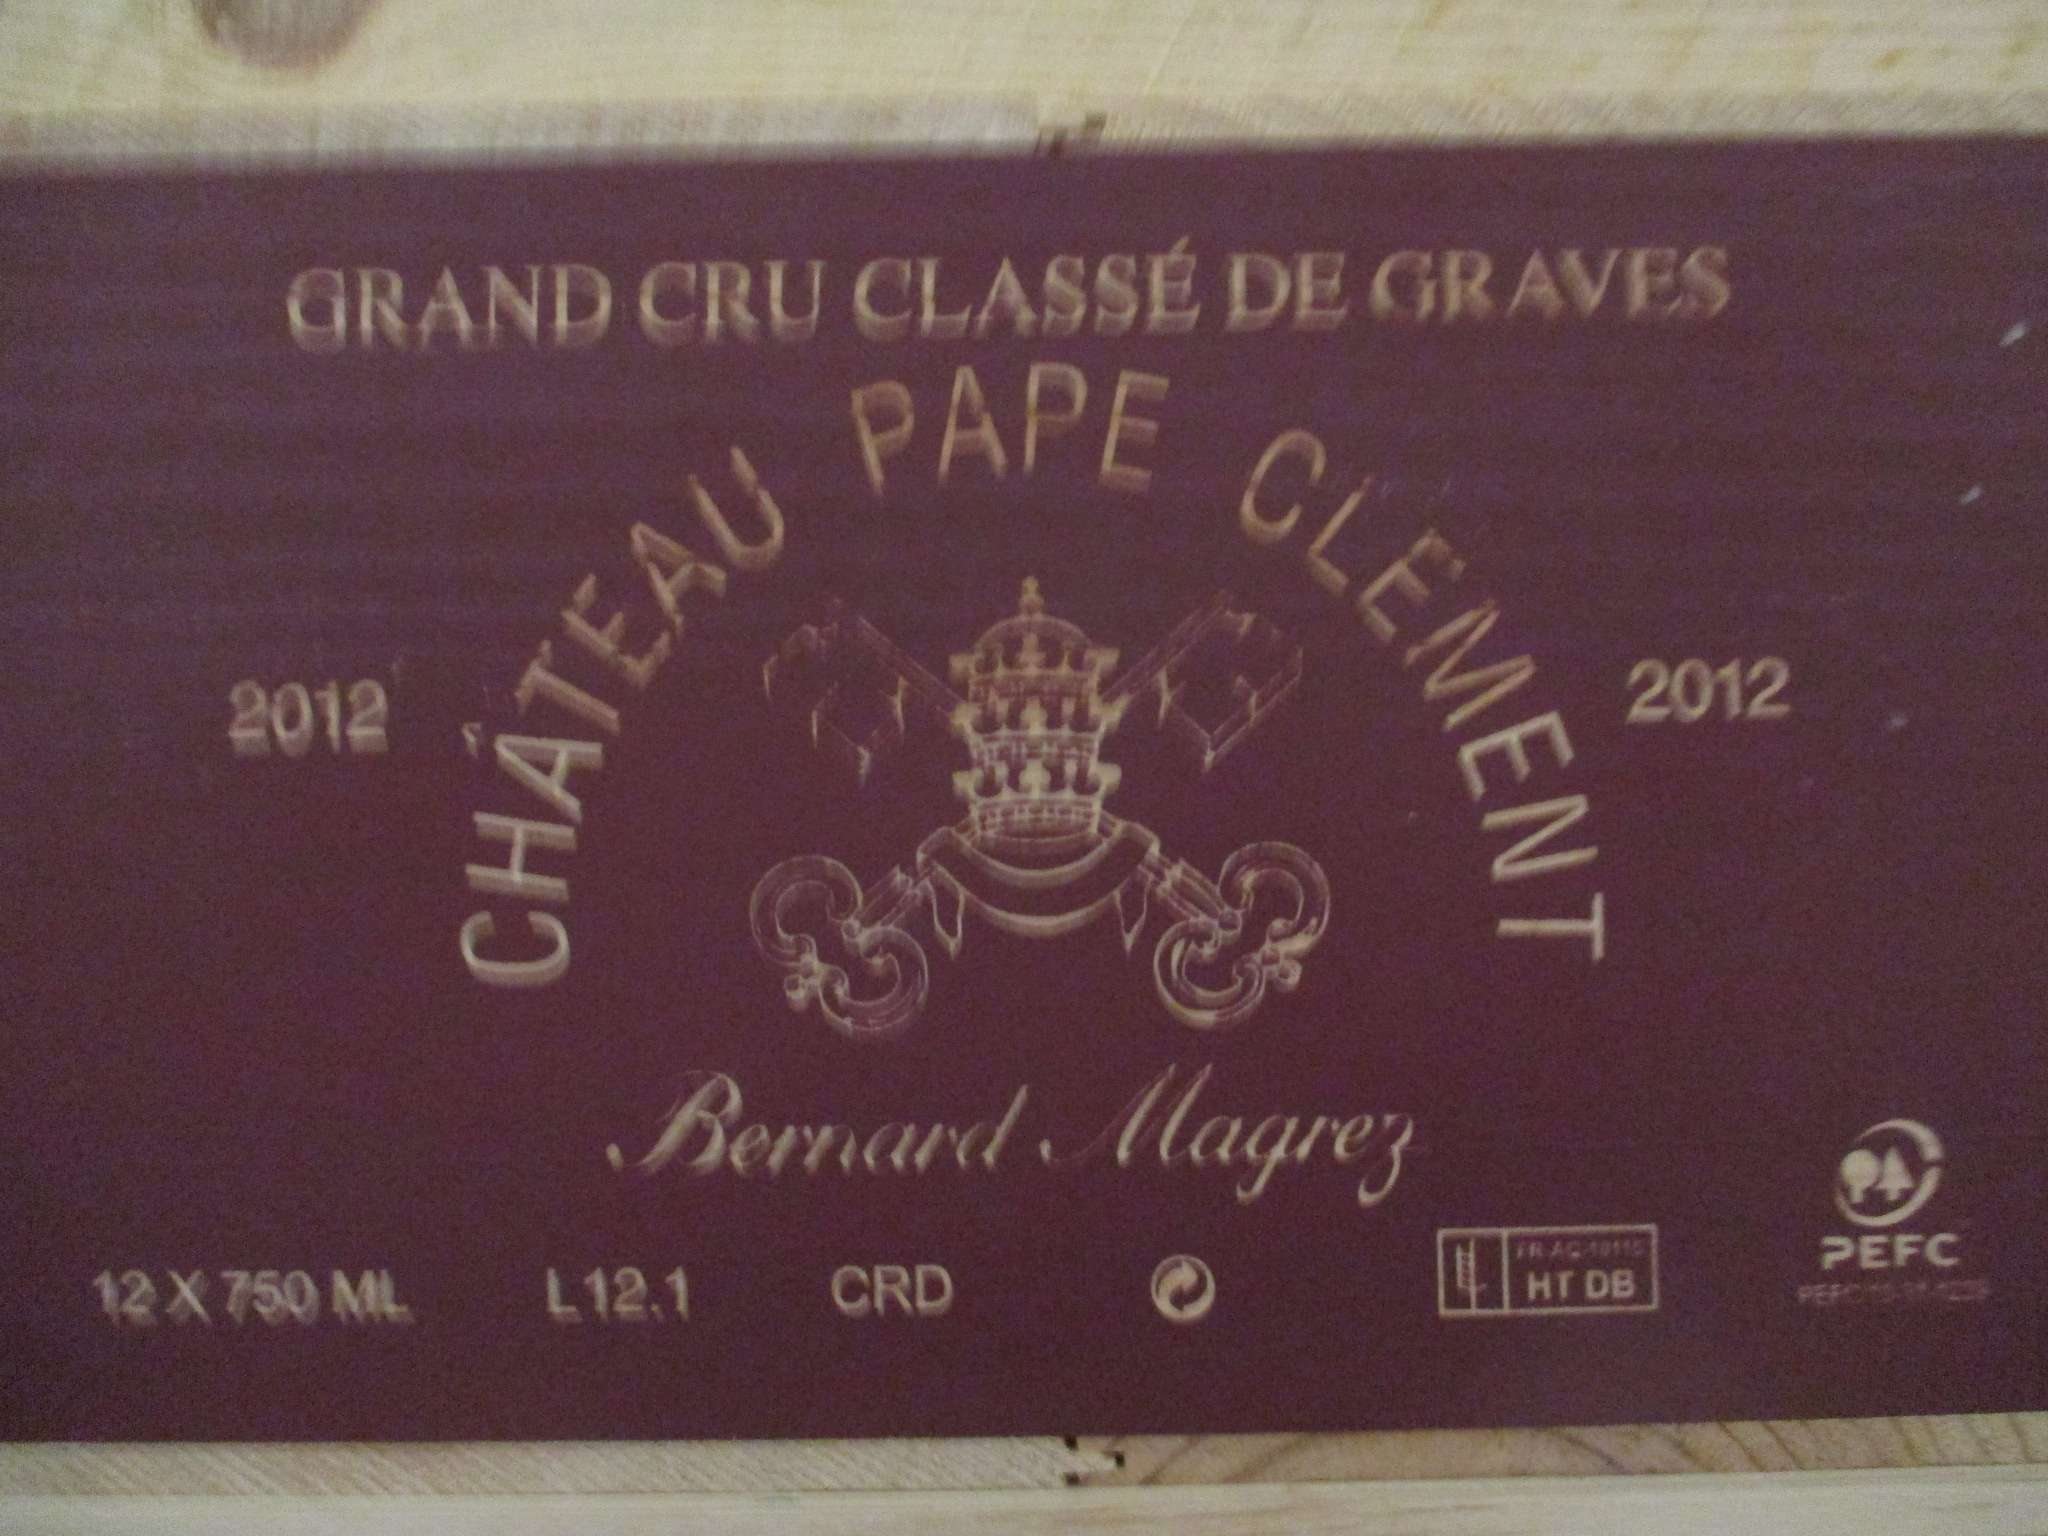 GRAND CRU CLASSÉ DE GRAVES
CHÂTEAU PAPE CLÉMENT
2012
2012
Bernard Magrez
12 X 750 ML
L12.1
CRD
HT DB
PEFC